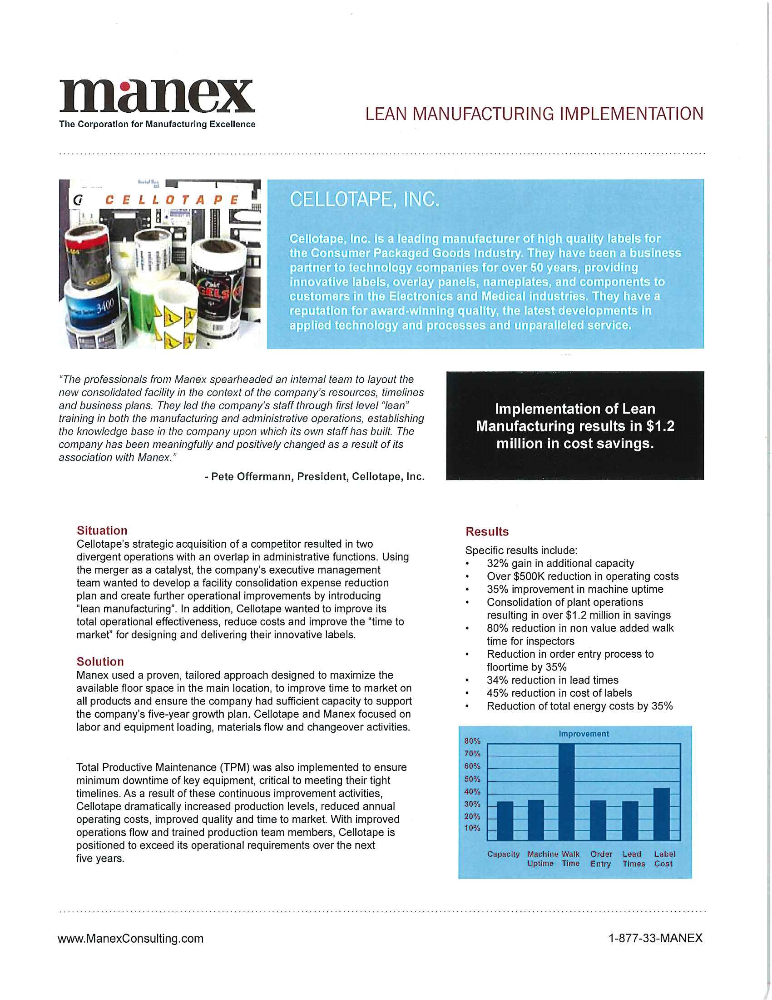 manex
The Corporation for Manufacturing Excellence
LEAN MANUFACTURING IMPLEMENTATION
CELLOTAPE
3400
GELS
CELLOTAPE, INC.
Cellotape, Inc. is a leading manufacturer of high quality labels for
the Consumer Packaged Goods Industry. They have been a business
partner to technology companies for over 50 years, providing
innovative labels, overlay panels, nameplates, and components to
customers in the Electronics and Medical industries. They have a
reputation for award-winning quality, the latest developments in
applied technology and processes and unparalleled service.
“The professionals from Manex spearheaded an internal team to layout the
new consolidated facility in the context of the company's resources, timelines
and business plans. They led the company's staff through first level “lean”
training in both the manufacturing and administrative operations, establishing
the knowledge base in the company upon which its own staff has built. The
company has been meaningfully and positively changed as a result of its
association with Manex.”
- Pete Offermann, President, Cellotape, Inc.
Implementation of Lean
Manufacturing results in $1.2
million in cost savings.
Situation
Cellotape's strategic acquisition of a competitor resulted in two
divergent operations with an overlap in administrative functions. Using
the merger as a catalyst, the company's executive management
team wanted to develop a facility consolidation expense reduction
plan and create further operational improvements by introducing
“lean manufacturing”. In addition, Cellotape wanted to improve its
total operational effectiveness, reduce costs and improve the “time to
market” for designing and delivering their innovative labels.
Solution
Manex used a proven, tailored approach designed to maximize the
available floor space in the main location, to improve time to market on
all products and ensure the company had sufficient capacity to support
the company's five-year growth plan. Cellotape and Manex focused on
labor and equipment loading, materials flow and changeover activities.
Total Productive Maintenance (TPM) was also implemented to ensure
minimum downtime of key equipment, critical to meeting their tight
timelines. As a result of these continuous improvement activities,
Cellotape dramatically increased production levels, reduced annual
operating costs, improved quality and time to market. With improved
operations flow and trained production team members, Cellotape is
positioned to exceed its operational requirements over the next
five years.
Results
Specific results include:
• 32% gain in additional capacity
• Over $500K reduction in operating costs
• 35% improvement in machine uptime
• Consolidation of plant operations
resulting in over $1.2 million in savings
• 80% reduction in non value added walk
time for inspectors
• Reduction in order entry process to
floortime by 35%
• 34% reduction in lead times
• 45% reduction in cost of labels
• Reduction of total energy costs by 35%
Improvement
80%
70%
60%
50%
40%
30%
20%
10%
Capacity Machine Walk Order Lead Label
Uptime Time Entry Times Cost
www.ManexConsulting.com
1-877-33-MANEX